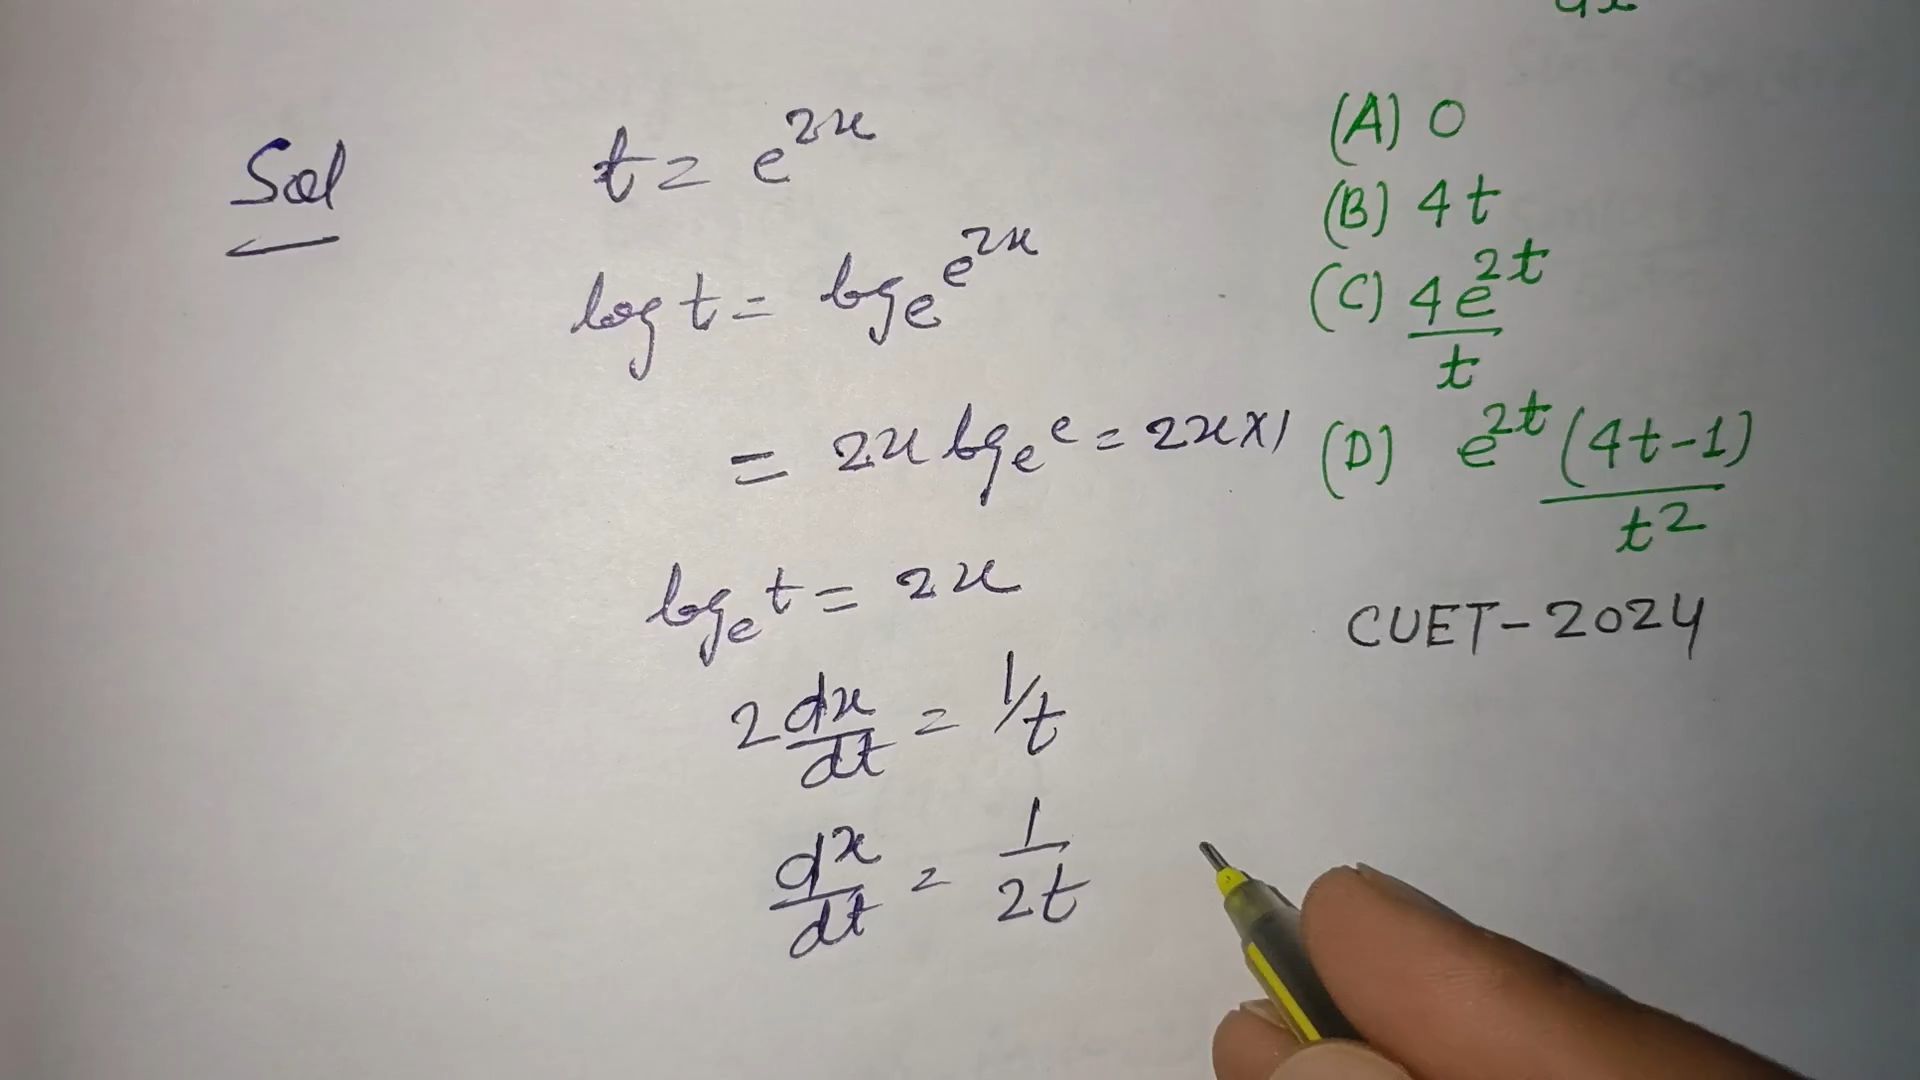 Sol t = e^2x
log t = log_e e^2x
= 2x log_e e = 2x×1
log_e t = 2x
2 dx/dt = 1/t
dx/dt = 1/2t
(A) 0
(B) 4t
(C) 4e^2t/t
(D) e^2t (4t-1)/t^2
CUET-2024